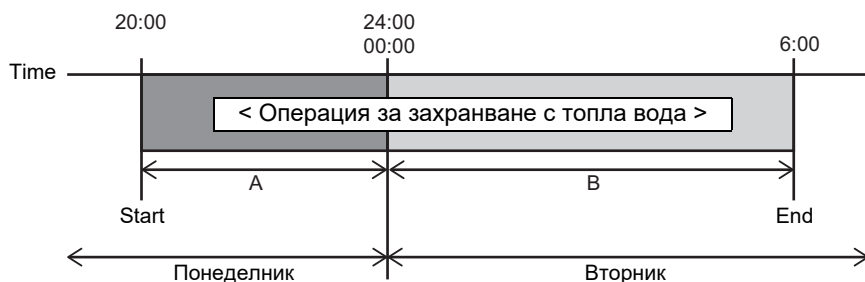 20:00
24:00
00:00
6:00
Time
< Операция за захранване с топла вода >
A
B
Start
End
Понеделник
Вторник